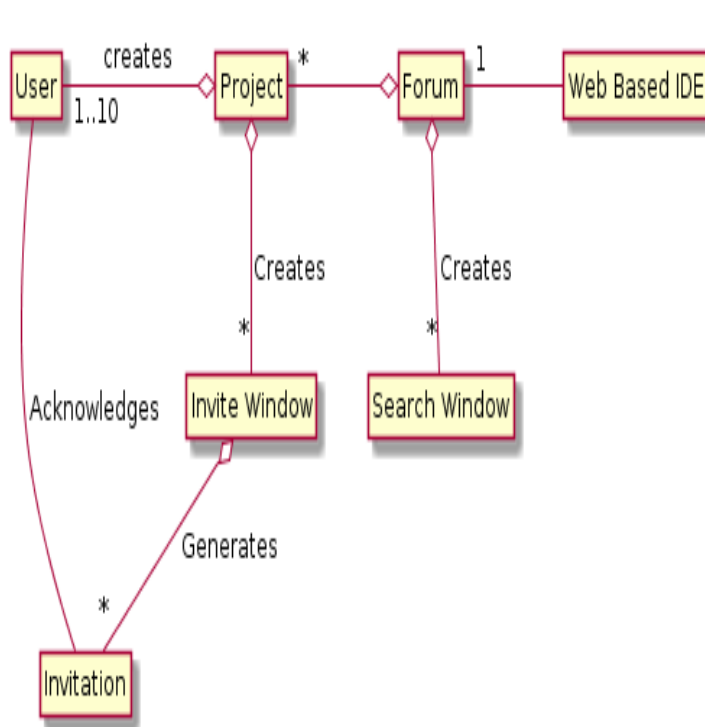 creates
*
1
User
Project
Forum
Web Based IDE
1..10
Creates
Creates
*
*
Acknowledges
Invite Window
Search Window
Generates
*
Invitation